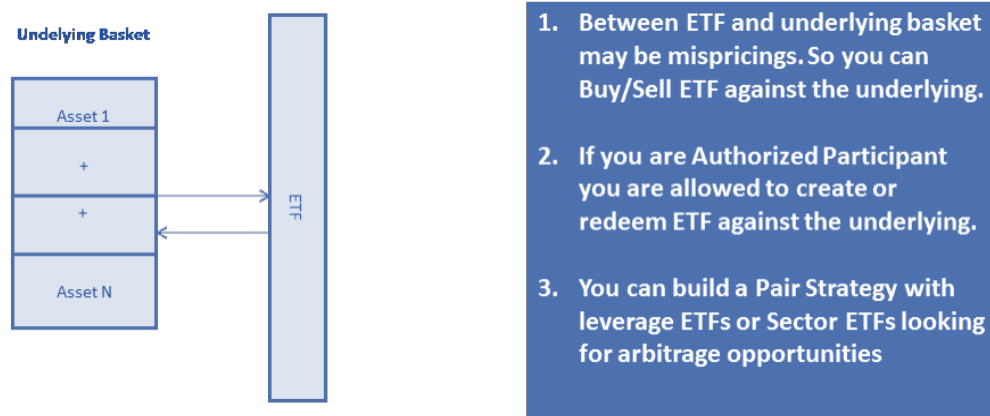 Undelying Basket
Asset 1
+
+
Asset N
ETF
1. Between ETF and underlying basket
may be mispricings. So you can
Buy/Sell ETF against the underlying.
2. If you are Authorized Participant
you are allowed to create or
redeem ETF against the underlying.
3. You can build a Pair Strategy with
leverage ETFs or Sector ETFs looking
for arbitrage opportunities